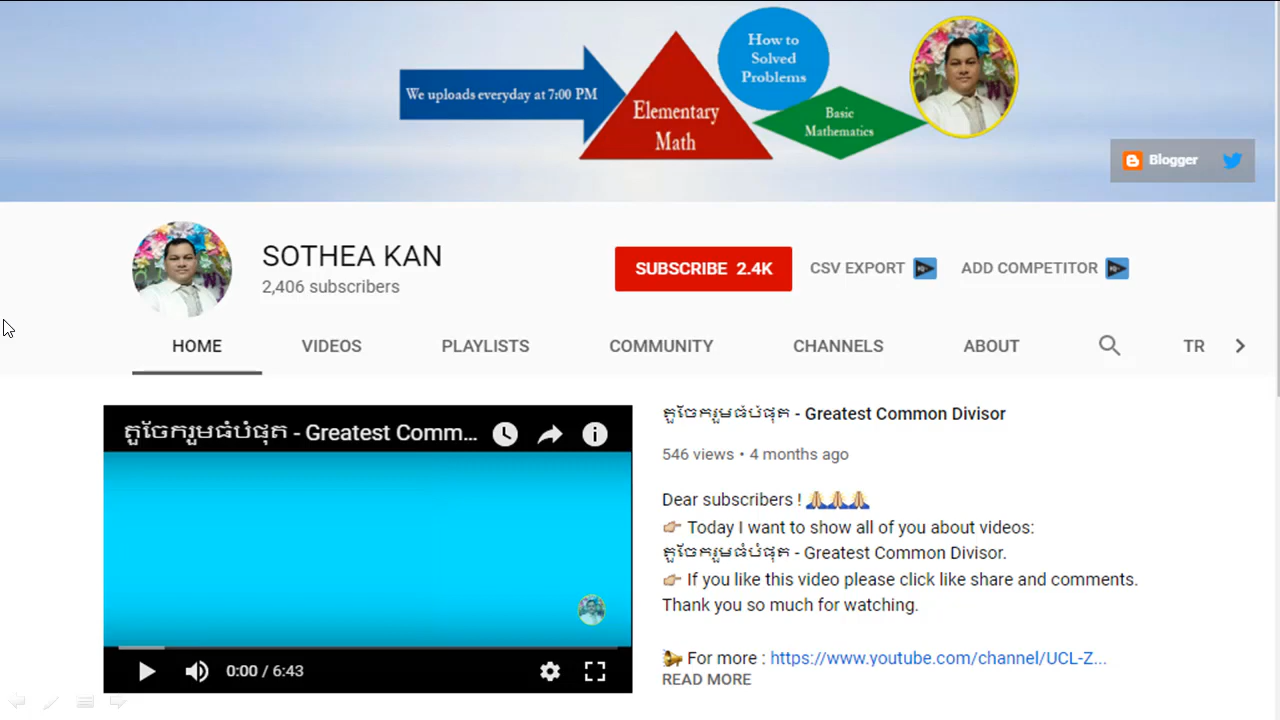 We uploads everyday at 7:00 PM
Elementary
Math
How to
Solved
Problems
Basic
Mathematics
Blogger
SOTHEA KAN
2,406 subscribers
SUBSCRIBE 2.4K
CSV EXPORT
ADD COMPETITOR
HOME
VIDEOS
PLAYLISTS
COMMUNITY
CHANNELS
ABOUT
TR
តួចែករួមធំបំផុត - Greatest Comm...
0:00 / 6:43
តួចែករួមធំបំផុត - Greatest Common Divisor
546 views • 4 months ago
Dear subscribers ! 🙏🙏🙏
👉 Today I want to show all of you about videos:
តួចែករួមធំបំផុត - Greatest Common Divisor.
👉 If you like this video please click like share and comments.
Thank you so much for watching.
📢 For more : https://www.youtube.com/channel/UCL-Z...
READ MORE